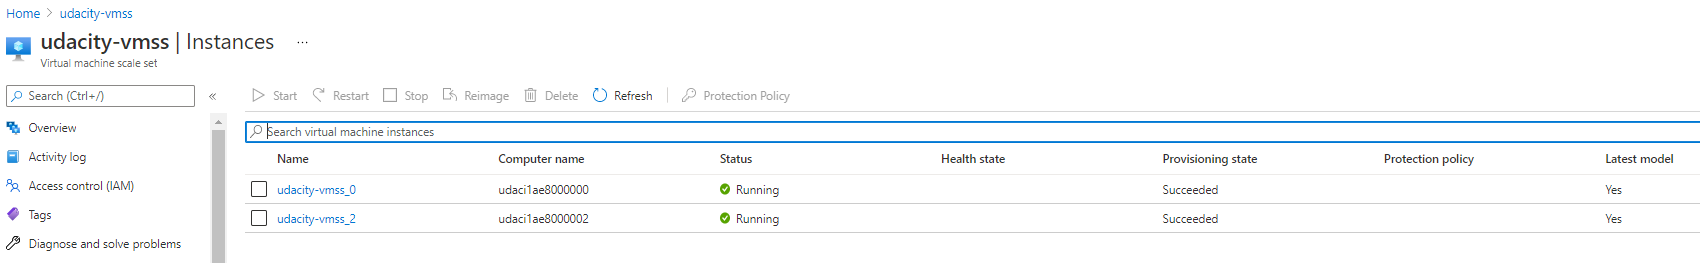 Home > udacity-vmss
udacity-vmss | Instances ...
Virtual machine scale set
Search (Ctrl+/) «
Start Restart Stop Reimage Delete Refresh Protection Policy
Overview
Activity log
Access control (IAM)
Tags
Diagnose and solve problems
Search virtual machine instances
Name Computer name Status Health state Provisioning state Protection policy Latest model
udacity-vmss_0 udaci1ae8000000 Running Succeeded Yes
udacity-vmss_2 udaci1ae8000002 Running Succeeded Yes